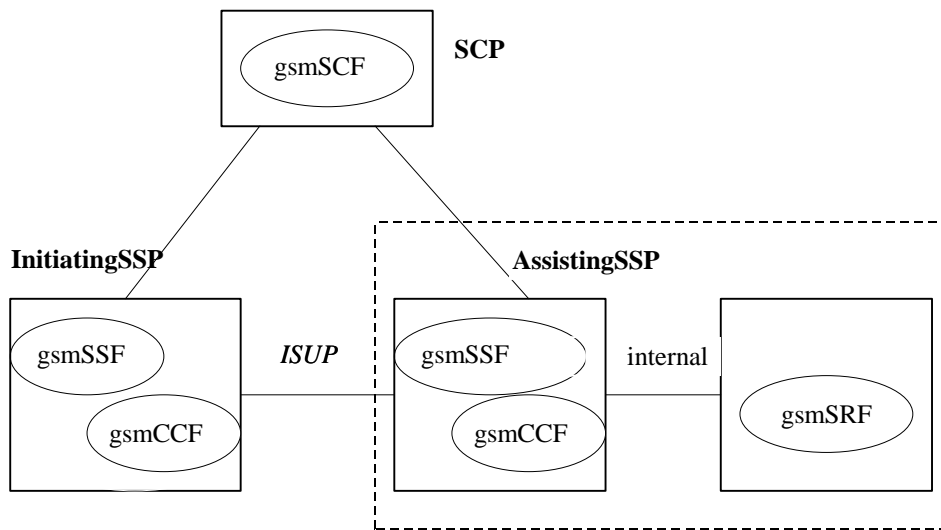 SCP
gsmSCF
InitiatingSSP
AssistingSSP
gsmSSF
ISUP
gsmSSF
internal
gsmCCF
gsmCCF
gsmSRF